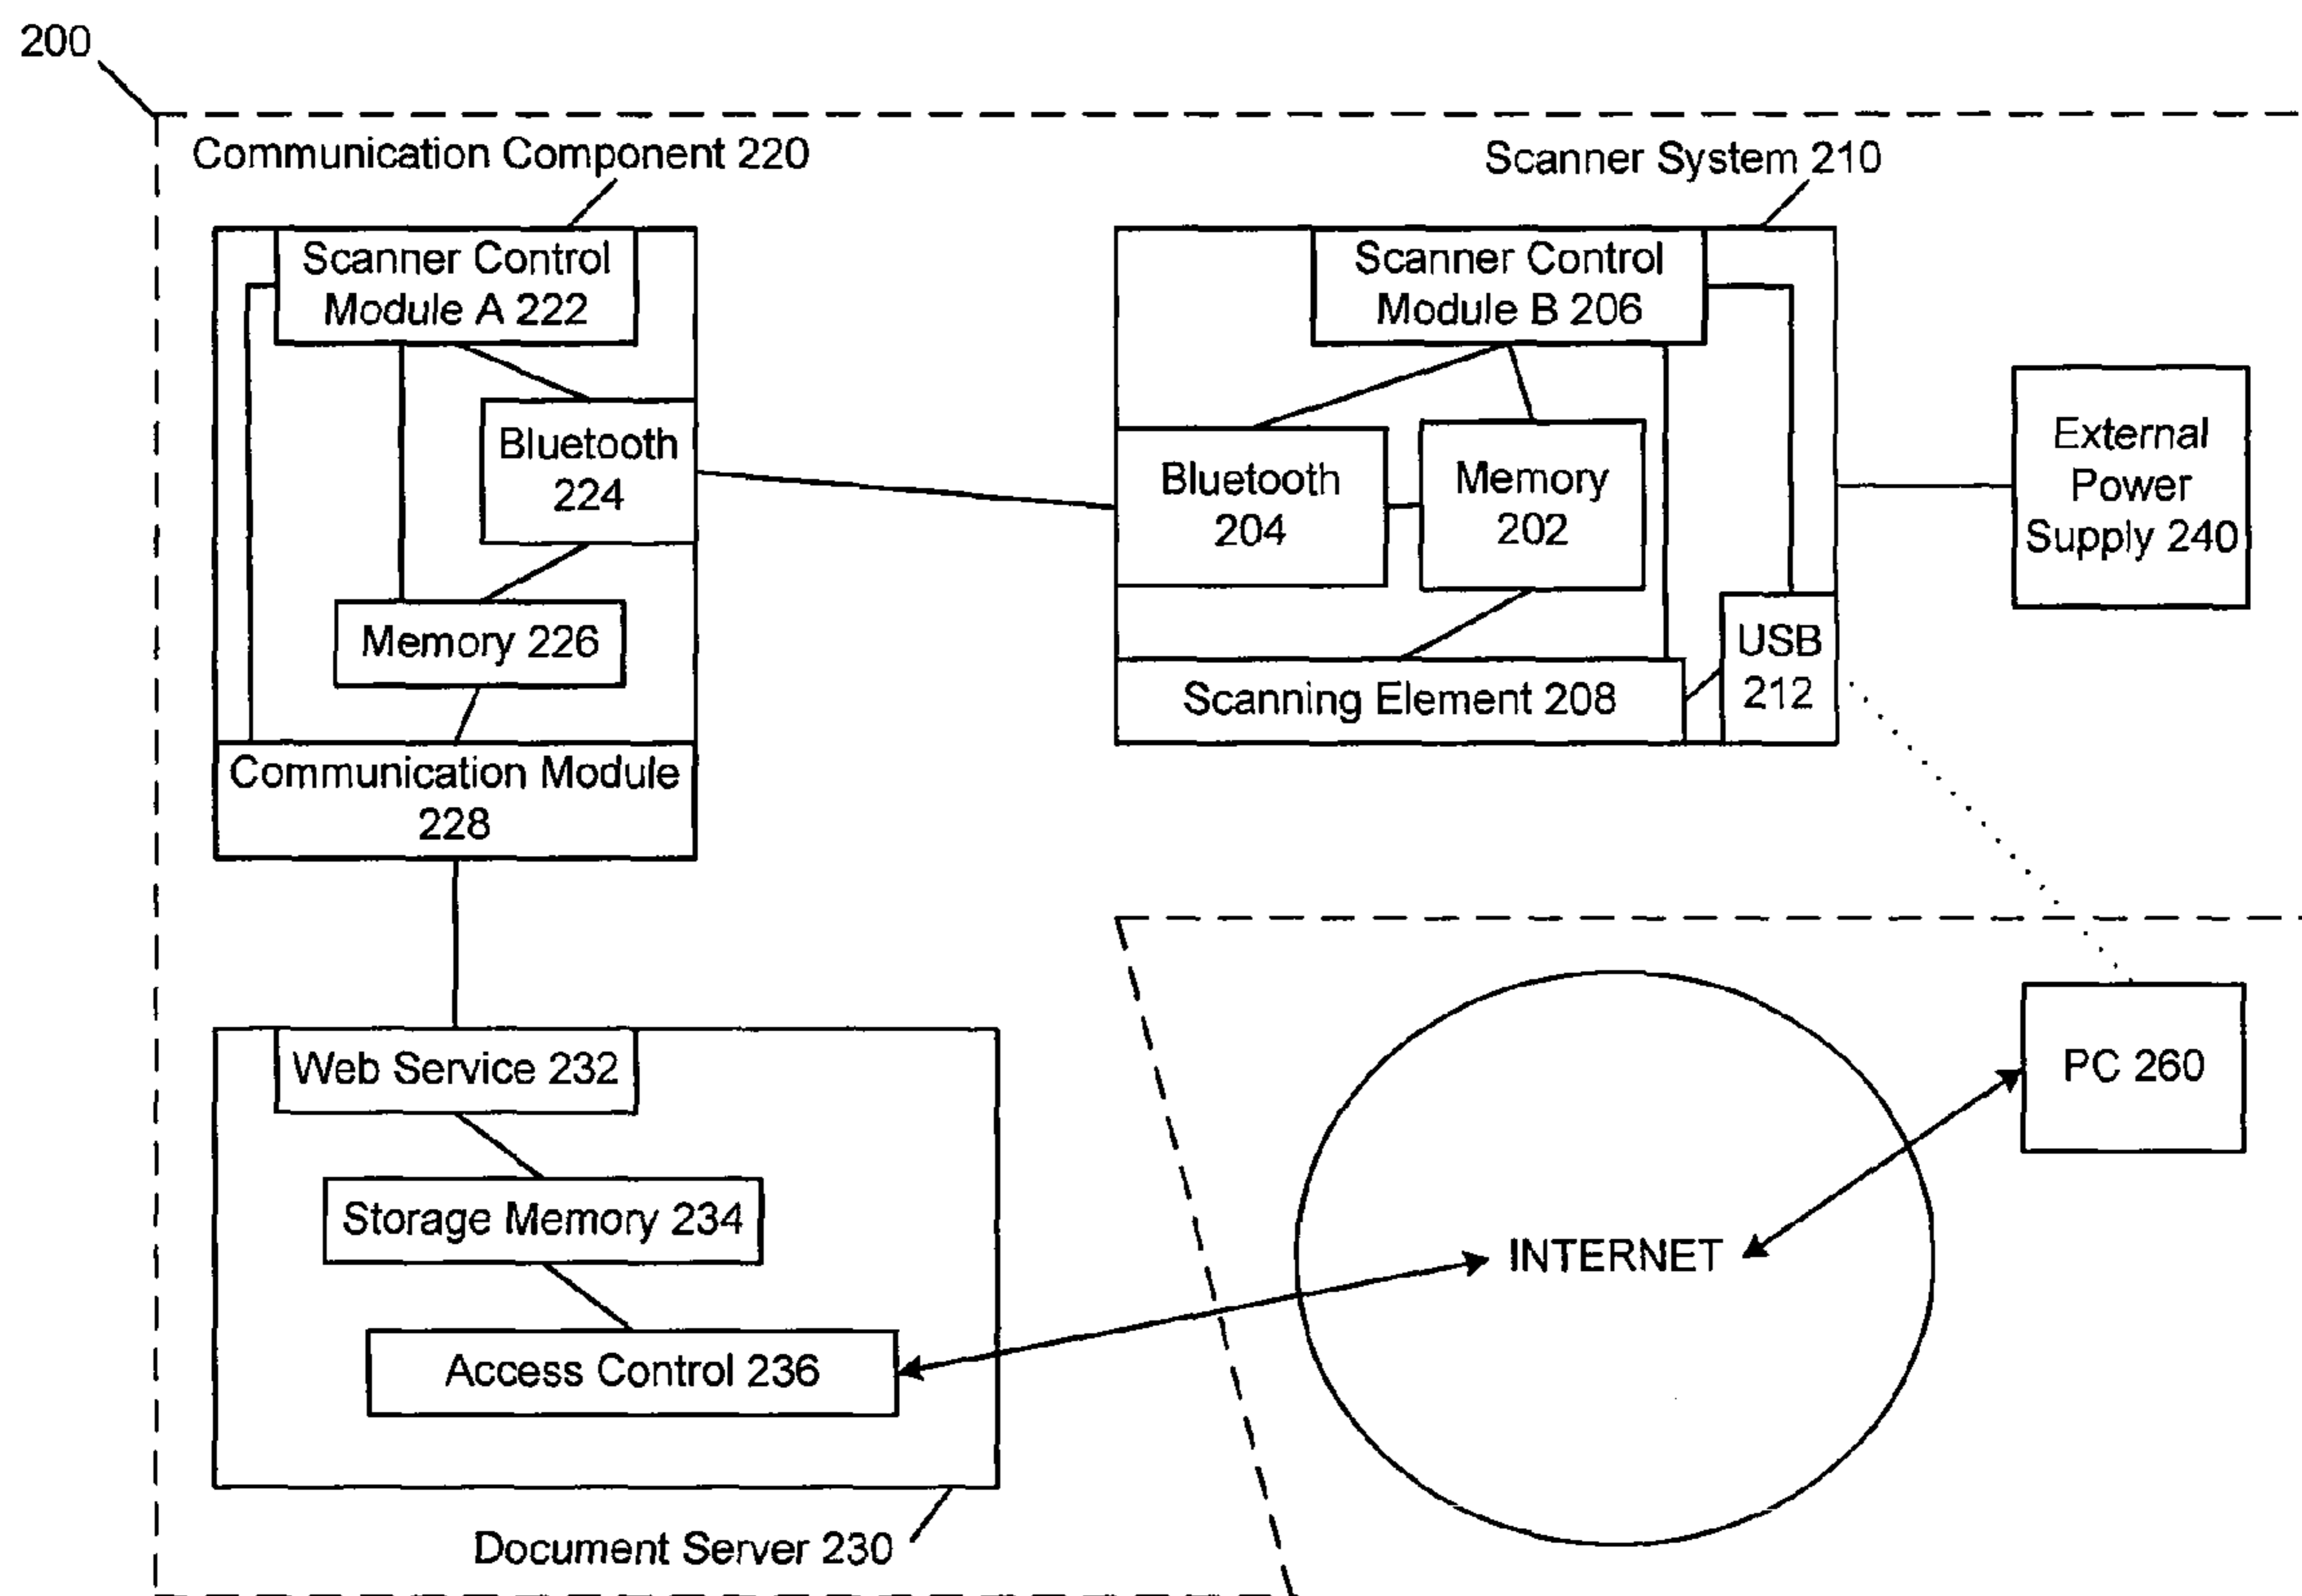 200
Communication Component 220
Scanner System 210
Scanner Control
Module A 222
Bluetooth
224
Memory 226
Communication Module
228
Scanner Control
Module B 206
Bluetooth
204
Memory
202
Scanning Element 208
USB
212
External
Power
Supply 240
Web Service 232
Storage Memory 234
Access Control 236
Document Server 230
INTERNET
PC 260